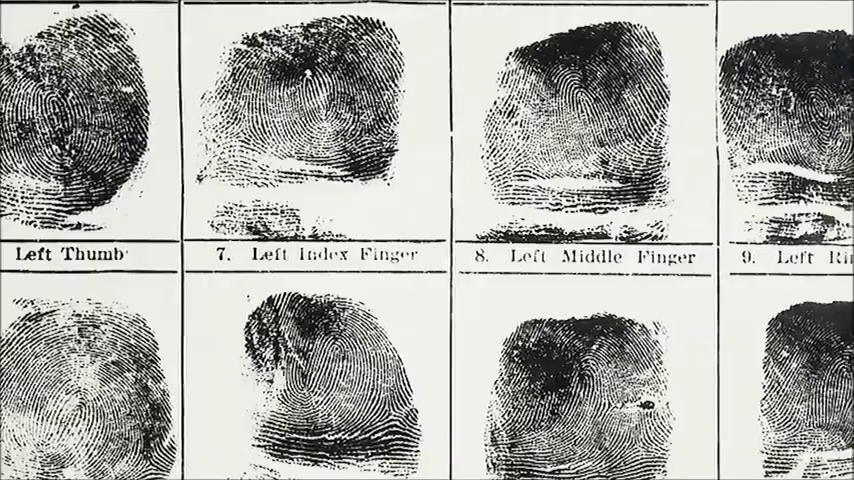 Left Thumb
7. Left Index Finger
8. Left Middle Finger
9. Left